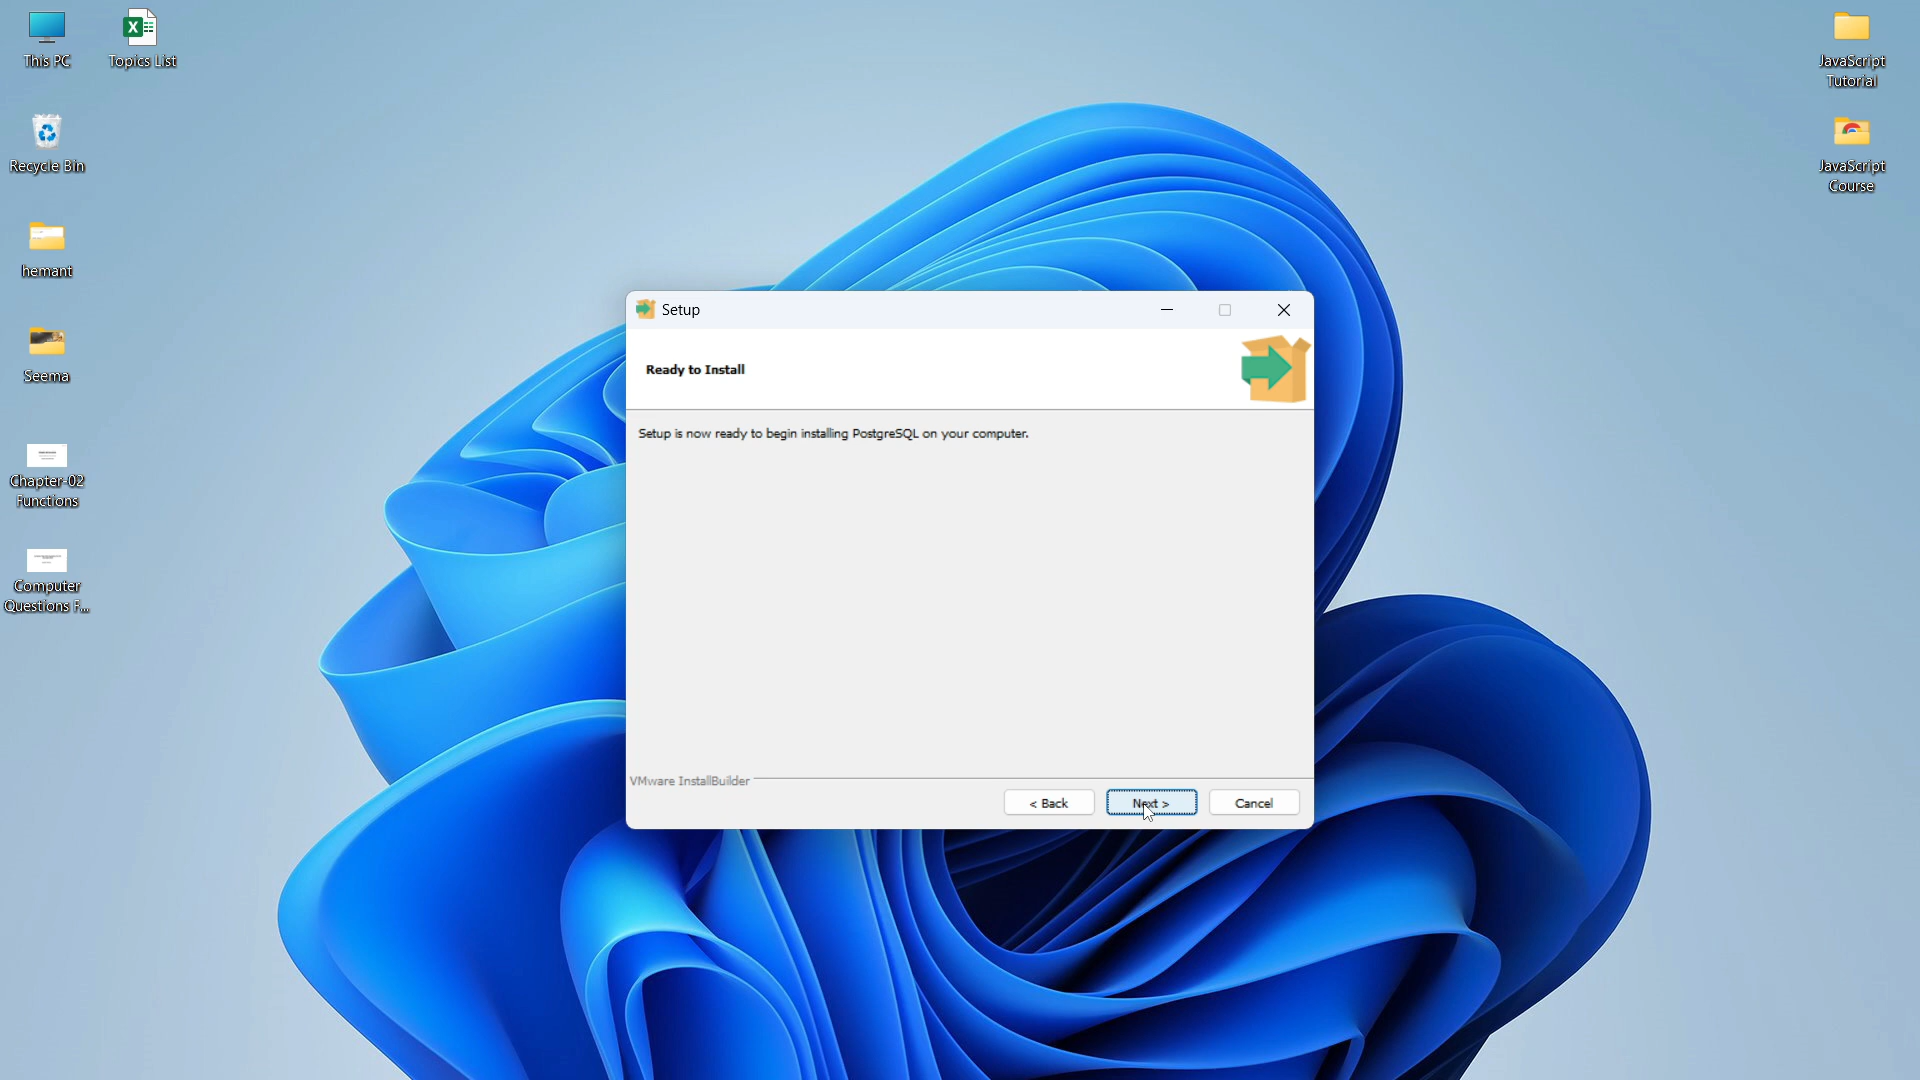 This PC
Topics List
Recycle Bin
hemant
Seema
Chapter-02
Functions
Computer
Questions F...
JavaScript
Tutorial
JavaScript
Course
Setup
Ready to Install
Setup is now ready to begin installing PostgreSQL on your computer.
VMware InstallBuilder
< Back
Next >
Cancel